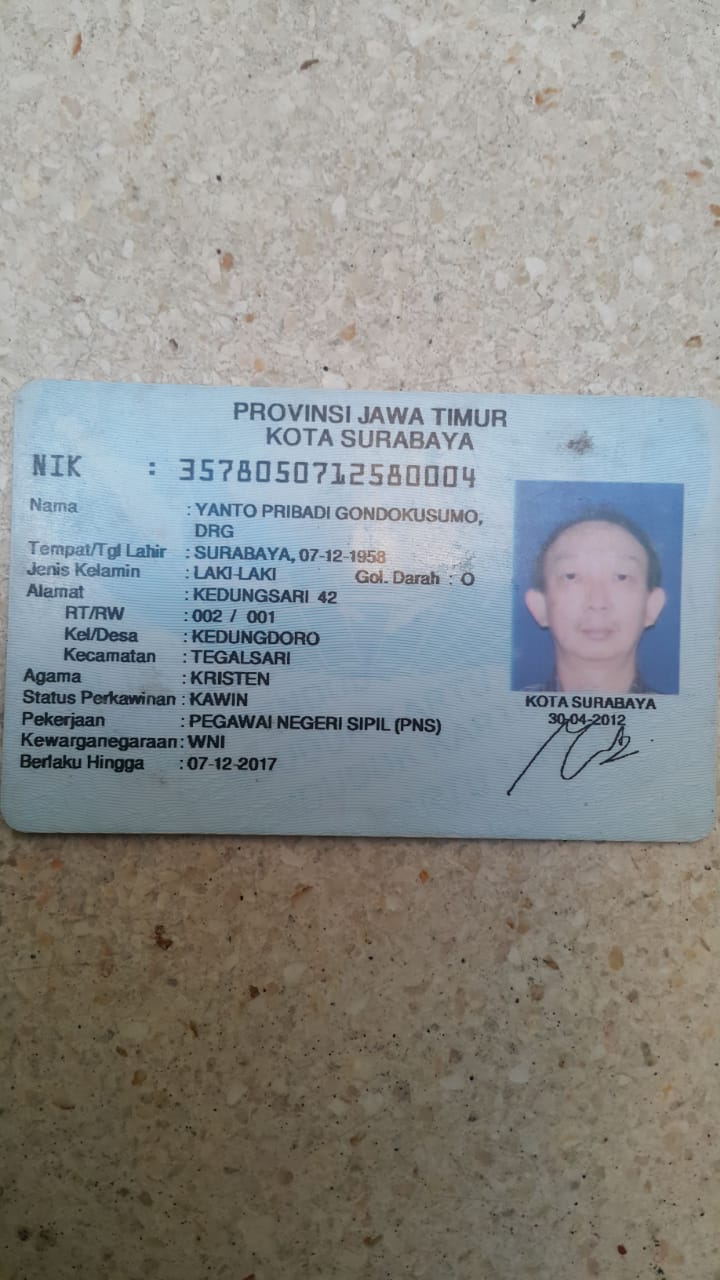 PROVINSI JAWA TIMUR
KOTA SURABAYA
NIK : 3578050712580004
Nama : YANTO PRIBADI GONDOKUSUMO,
DRG
Tempat/Tgl Lahir : SURABAYA, 07-12-1958
Jenis Kelamin : LAKI-LAKI Gol. Darah : O
Alamat : KEDUNGSARI 42
RT/RW : 002 / 001
Kel/Desa : KEDUNGDORO
Kecamatan : TEGALSARI
Agama : KRISTEN
Status Perkawinan : KAWIN
Pekerjaan : PEGAWAI NEGERI SIPIL (PNS)
Kewarganegaraan : WNI
Berlaku Hingga : 07-12-2017
KOTA SURABAYA
30-04-2012